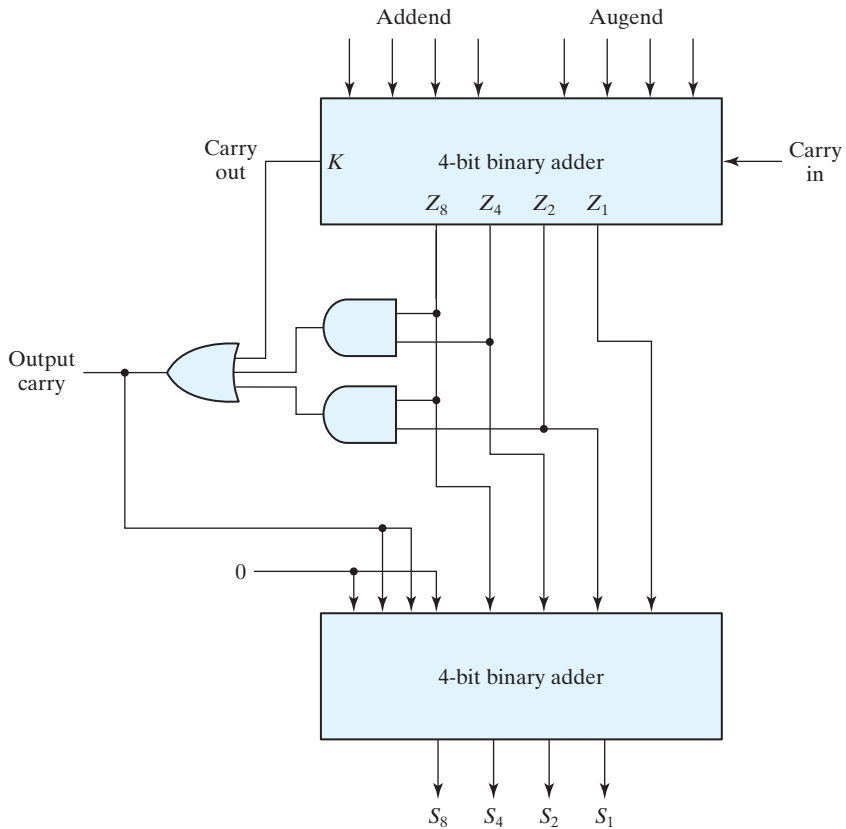 Addend
Augend
Carry
out
K
4-bit binary adder
Carry
in
Z₈ Z₄ Z₂ Z₁
Output
carry
0
4-bit binary adder
S₈ S₄ S₂ S₁